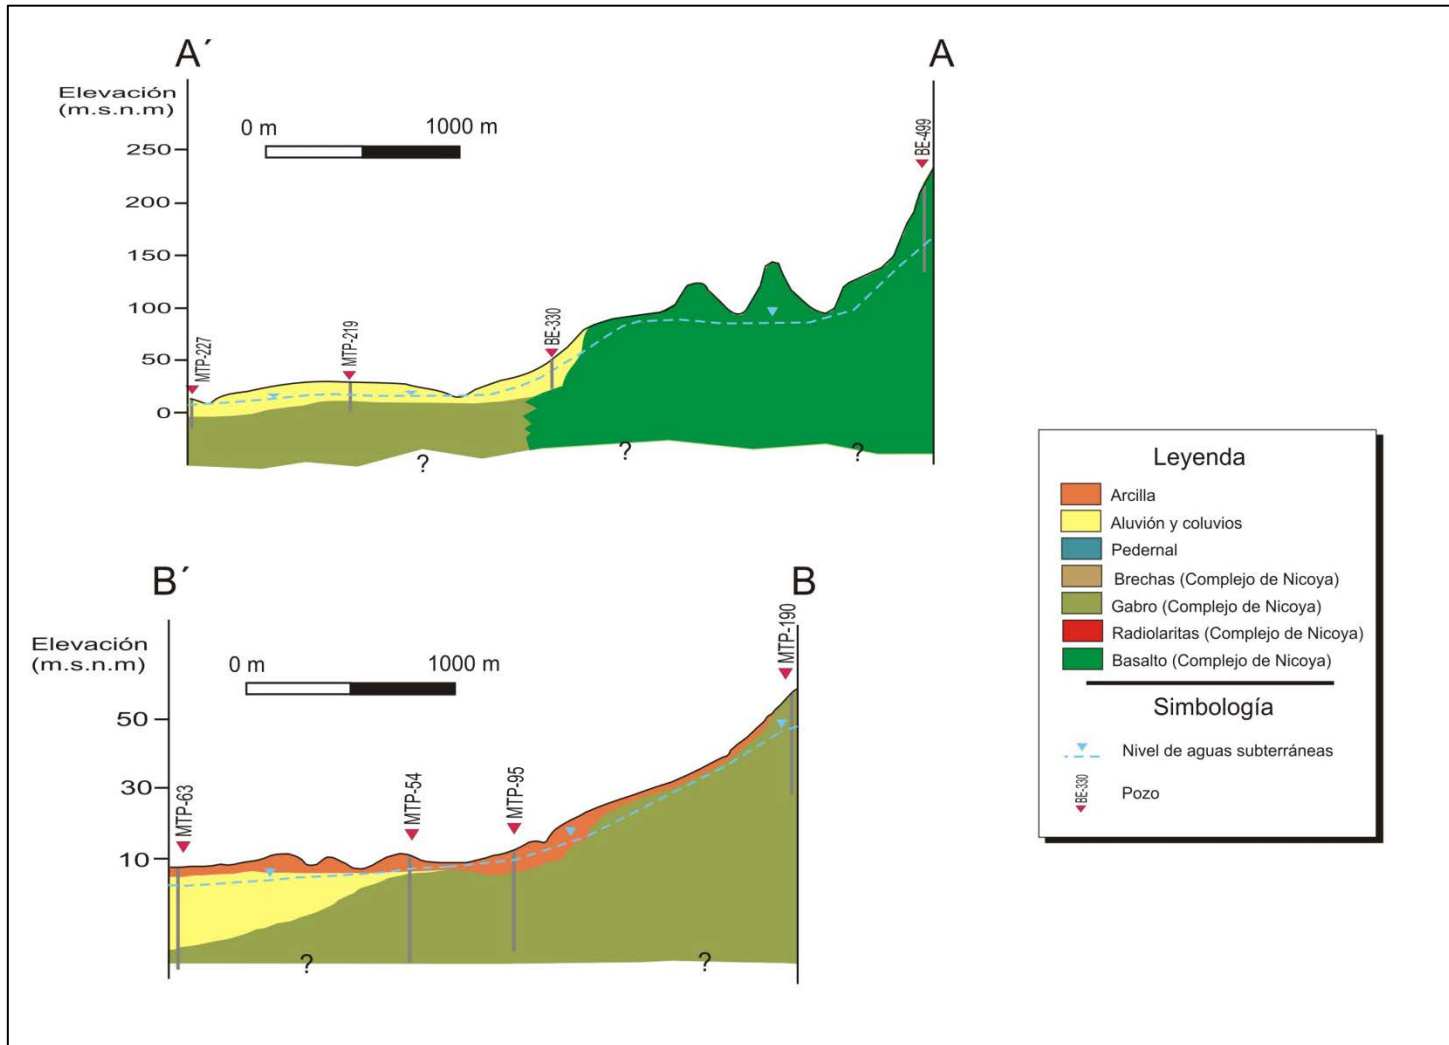 A´
A
Elevación
(m.s.n.m)
0 m
1000 m
250
200
150
100
50
0
MTP-227
MTP-219
BE-330
BE-499
?
?
?
B´
B
Elevación
(m.s.n.m)
0 m
1000 m
50
30
10
MTP-63
MTP-54
MTP-95
MTP-190
?
?
Leyenda
Arcilla
Aluvión y coluvios
Pedernal
Brechas (Complejo de Nicoya)
Gabro (Complejo de Nicoya)
Radiolaritas (Complejo de Nicoya)
Basalto (Complejo de Nicoya)
Simbología
Nivel de aguas subterráneas
BE-330
Pozo